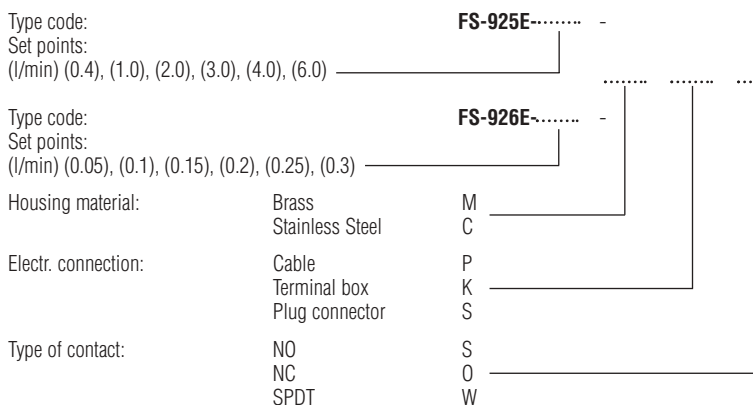 Type code: FS-925E-........ -
Set points:
(l/min) (0.4), (1.0), (2.0), (3.0), (4.0), (6.0)
........ ........ ...
Type code: FS-926E-........ -
Set points:
(l/min) (0.05), (0.1), (0.15), (0.2), (0.25), (0.3)
Housing material: Brass M
Stainless Steel C
Electr. connection: Cable P
Terminal box K
Plug connector S
Type of contact: NO S
NC O
SPDT W